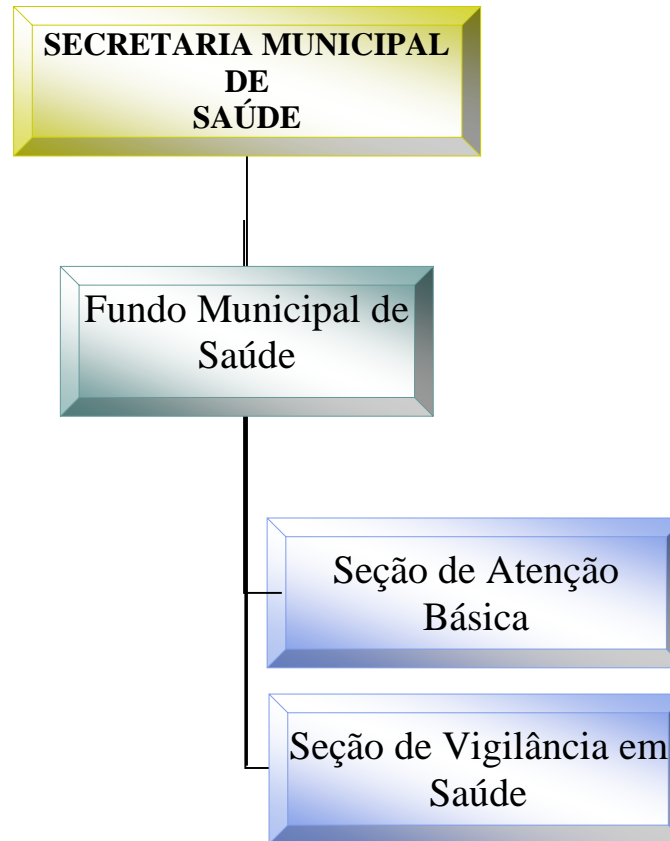 SECRETARIA MUNICIPAL
DE
SAÚDE
Fundo Municipal de
Saúde
Seção de Atenção
Básica
Seção de Vigilância em
Saúde